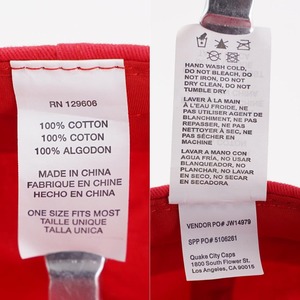 RN 129606
100% COTTON
100% COTON
100% ALGODON
MADE IN CHINA
FABRIQUE EN CHINE
HECHO EN CHINA
ONE SIZE FITS MOST
TAILLE UNIQUE
TALLA UNICA
HAND WASH COLD,
DO NOT BLEACH, DO
NOT IRON, DO NOT
DRY CLEAN, DO NOT
TUMBLE DRY
LAVER À LA MAIN
À L'EAU FROIDE, NE
PAS UTILISER AGENT DE
BLANCHIMENT, NE PAS
REPASSER, NE PAS
NETTOYER À SEC, NE
PAS SÉCHER EN
MACHINE
LAVAR A MANO CON
AGUA FRÍA, NO USAR
BLANQUEADOR, NO
PLANCHAR, NO LAVAR
EN SECO, NO USAR
SECADORA
VENDOR PO# JW14979
SPP PO# 5106261
Quake City Caps
1800 South Flower St.
Los Angeles, CA 90015